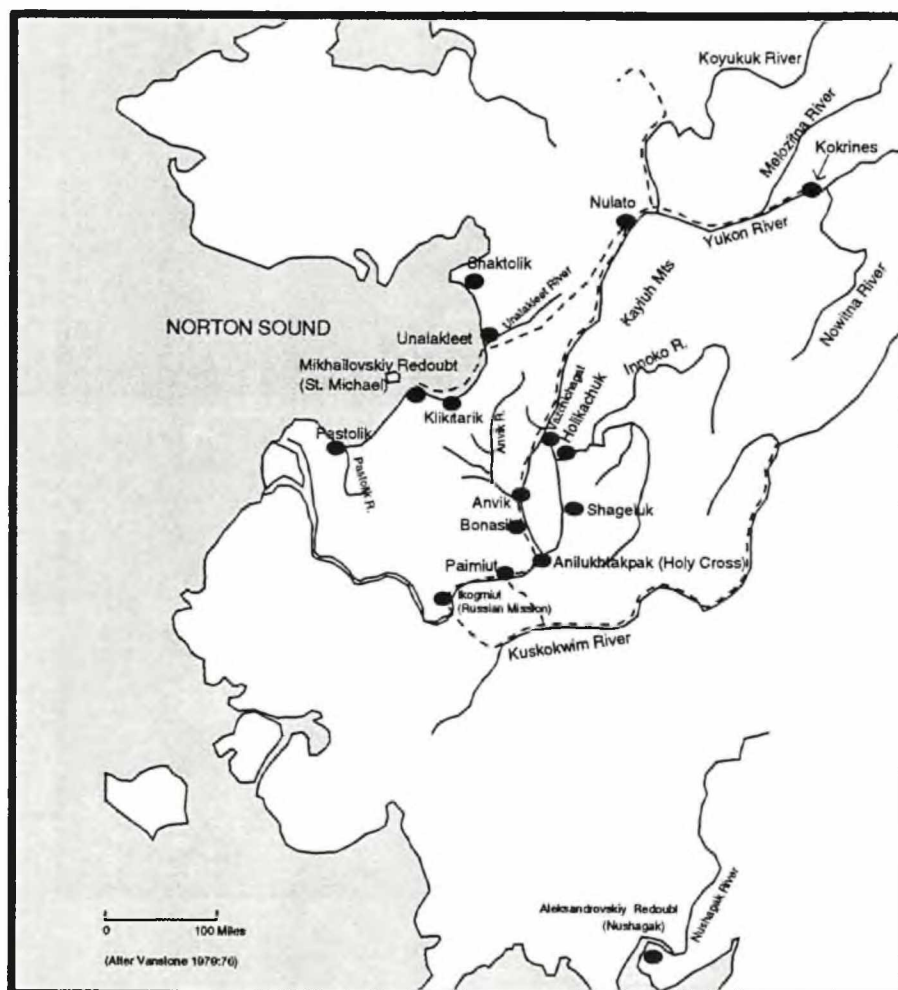 Koyukuk River
Melozitna River
Kokrines
Nulato
Yukon River
Shaktolik
Unalakleet River
Kayiuh Mts
Nowitna River
NORTON SOUND
Unalakleet
Innoko R.
Mikhailovskiy Redoubt
(St. Michael)
Klikitarik
Holikachuk
Anvik R.
Pastolik
Pastolik R.
Anvik
Shageluk
Bonasila
Paimiut
Anilukhtakpak (Holy Cross)
Ikogmiut
(Russian Mission)
Kuskokwim River
Aleksandrovskiy Redoubt
(Nushagak)
Nushagak River
0 100 Miles
(After Vanstone 1979:76)